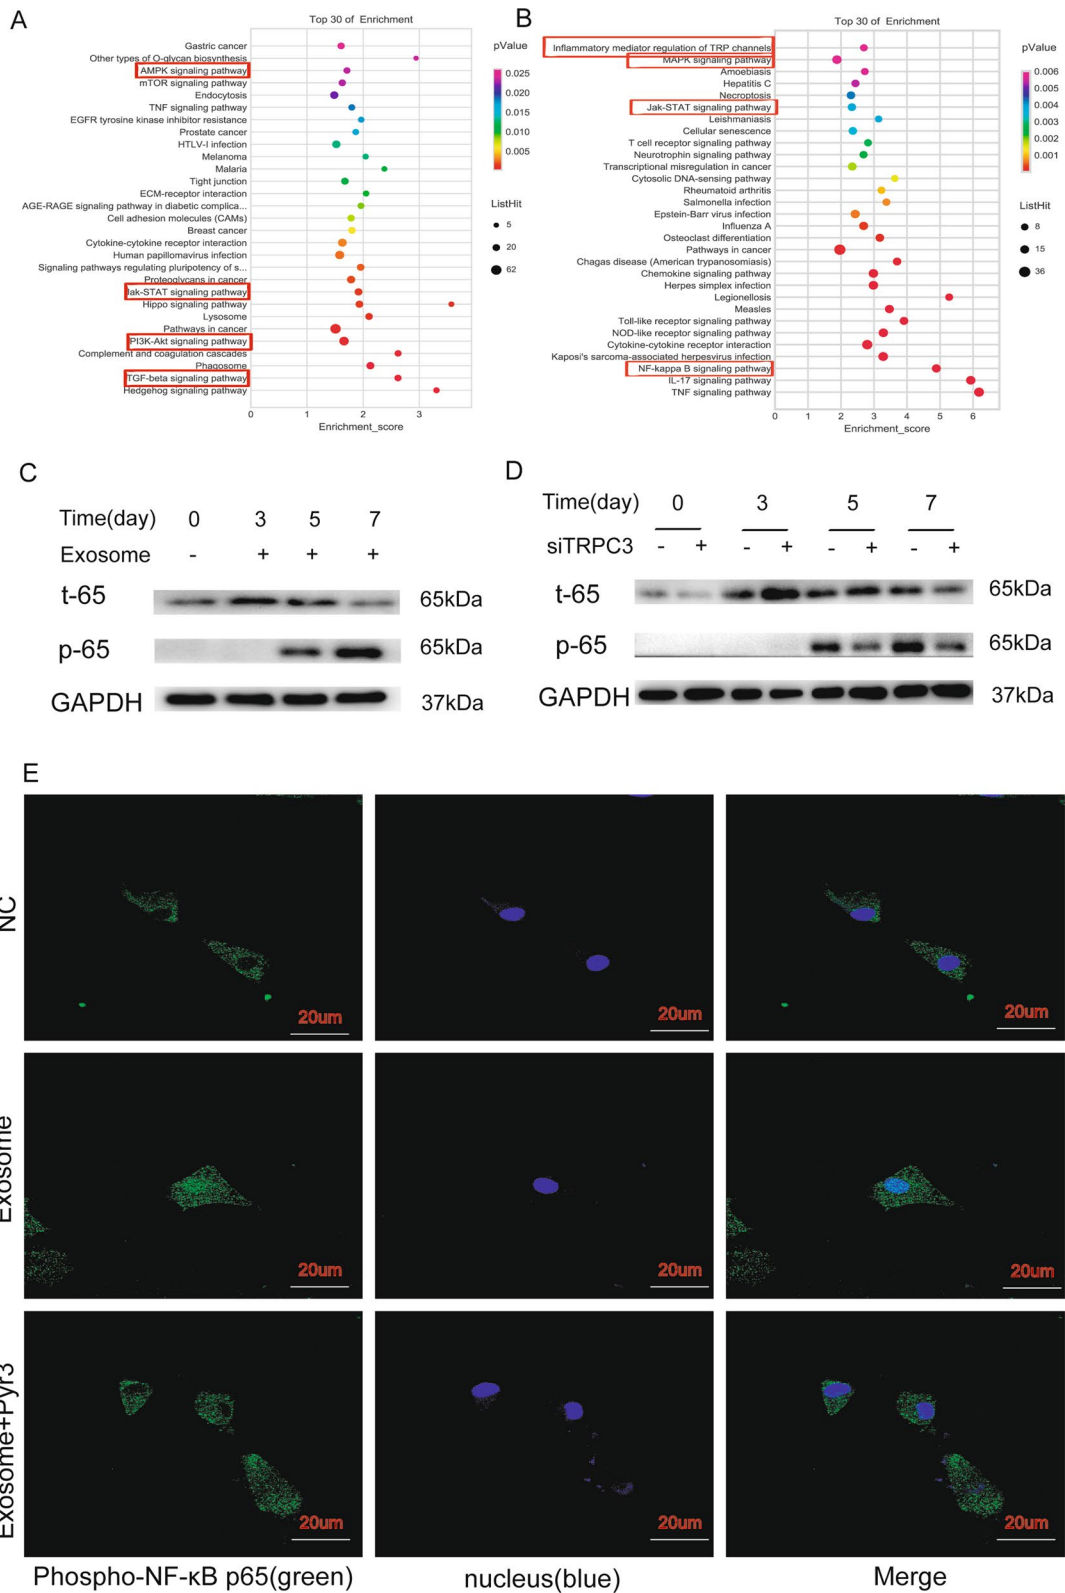 A
Top 30 of Enrichment
Gastric cancer
Other types of O-glycan biosynthesis
AMPK signaling pathway
mTOR signaling pathway
Endocytosis
TNF signaling pathway
EGFR tyrosine kinase inhibitor resistance
Prostate cancer
HTLV-I infection
Melanoma
Malaria
Tight junction
ECM-receptor interaction
AGE-RAGE signaling pathway in diabetic complica...
Cell adhesion molecules (CAMs)
Breast cancer
Cytokine-cytokine receptor interaction
Human papillomavirus infection
Signaling pathways regulating pluripotency of s...
Proteoglycans in cancer
Jak-STAT signaling pathway
Hippo signaling pathway
Lysosome
Pathways in cancer
PI3K-Akt signaling pathway
Complement and coagulation cascades
Phagosome
TGF-beta signaling pathway
Hedgehog signaling pathway
0 1 2 3
Enrichment_score
pValue
0.025
0.020
0.015
0.010
0.005
ListHit
5
20
62
B
Top 30 of Enrichment
Inflammatory mediator regulation of TRP channels
MAPK signaling pathway
Amoebiasis
Hepatitis C
Necroptosis
Jak-STAT signaling pathway
Leishmaniasis
Cellular senescence
T cell receptor signaling pathway
Neurotrophin signaling pathway
Transcriptional misregulation in cancer
Cytosolic DNA-sensing pathway
Rheumatoid arthritis
Salmonella infection
Epstein-Barr virus infection
Influenza A
Osteoclast differentiation
Pathways in cancer
Chagas disease (American trypanosomiasis)
Chemokine signaling pathway
Herpes simplex infection
Legionellosis
Measles
Toll-like receptor signaling pathway
NOD-like receptor signaling pathway
Cytokine-cytokine receptor interaction
Kaposi's sarcoma-associated herpesvirus infection
NF-kappa B signaling pathway
IL-17 signaling pathway
TNF signaling pathway
0 1 2 3 4 5 6
Enrichment_score
pValue
0.006
0.005
0.004
0.003
0.002
0.001
ListHit
8
15
36
C
Time(day) 0 3 5 7
Exosome - + + +
t-65 65kDa
p-65 65kDa
GAPDH 37kDa
D
Time(day) 0 3 5 7
siTRPC3 - + - + - + - +
t-65 65kDa
p-65 65kDa
GAPDH 37kDa
E
NC
20um 20um 20um
Exosome
20um 20um 20um
Exosome+Pyr3
20um 20um 20um
Phospho-NF-κB p65(green) nucleus(blue) Merge